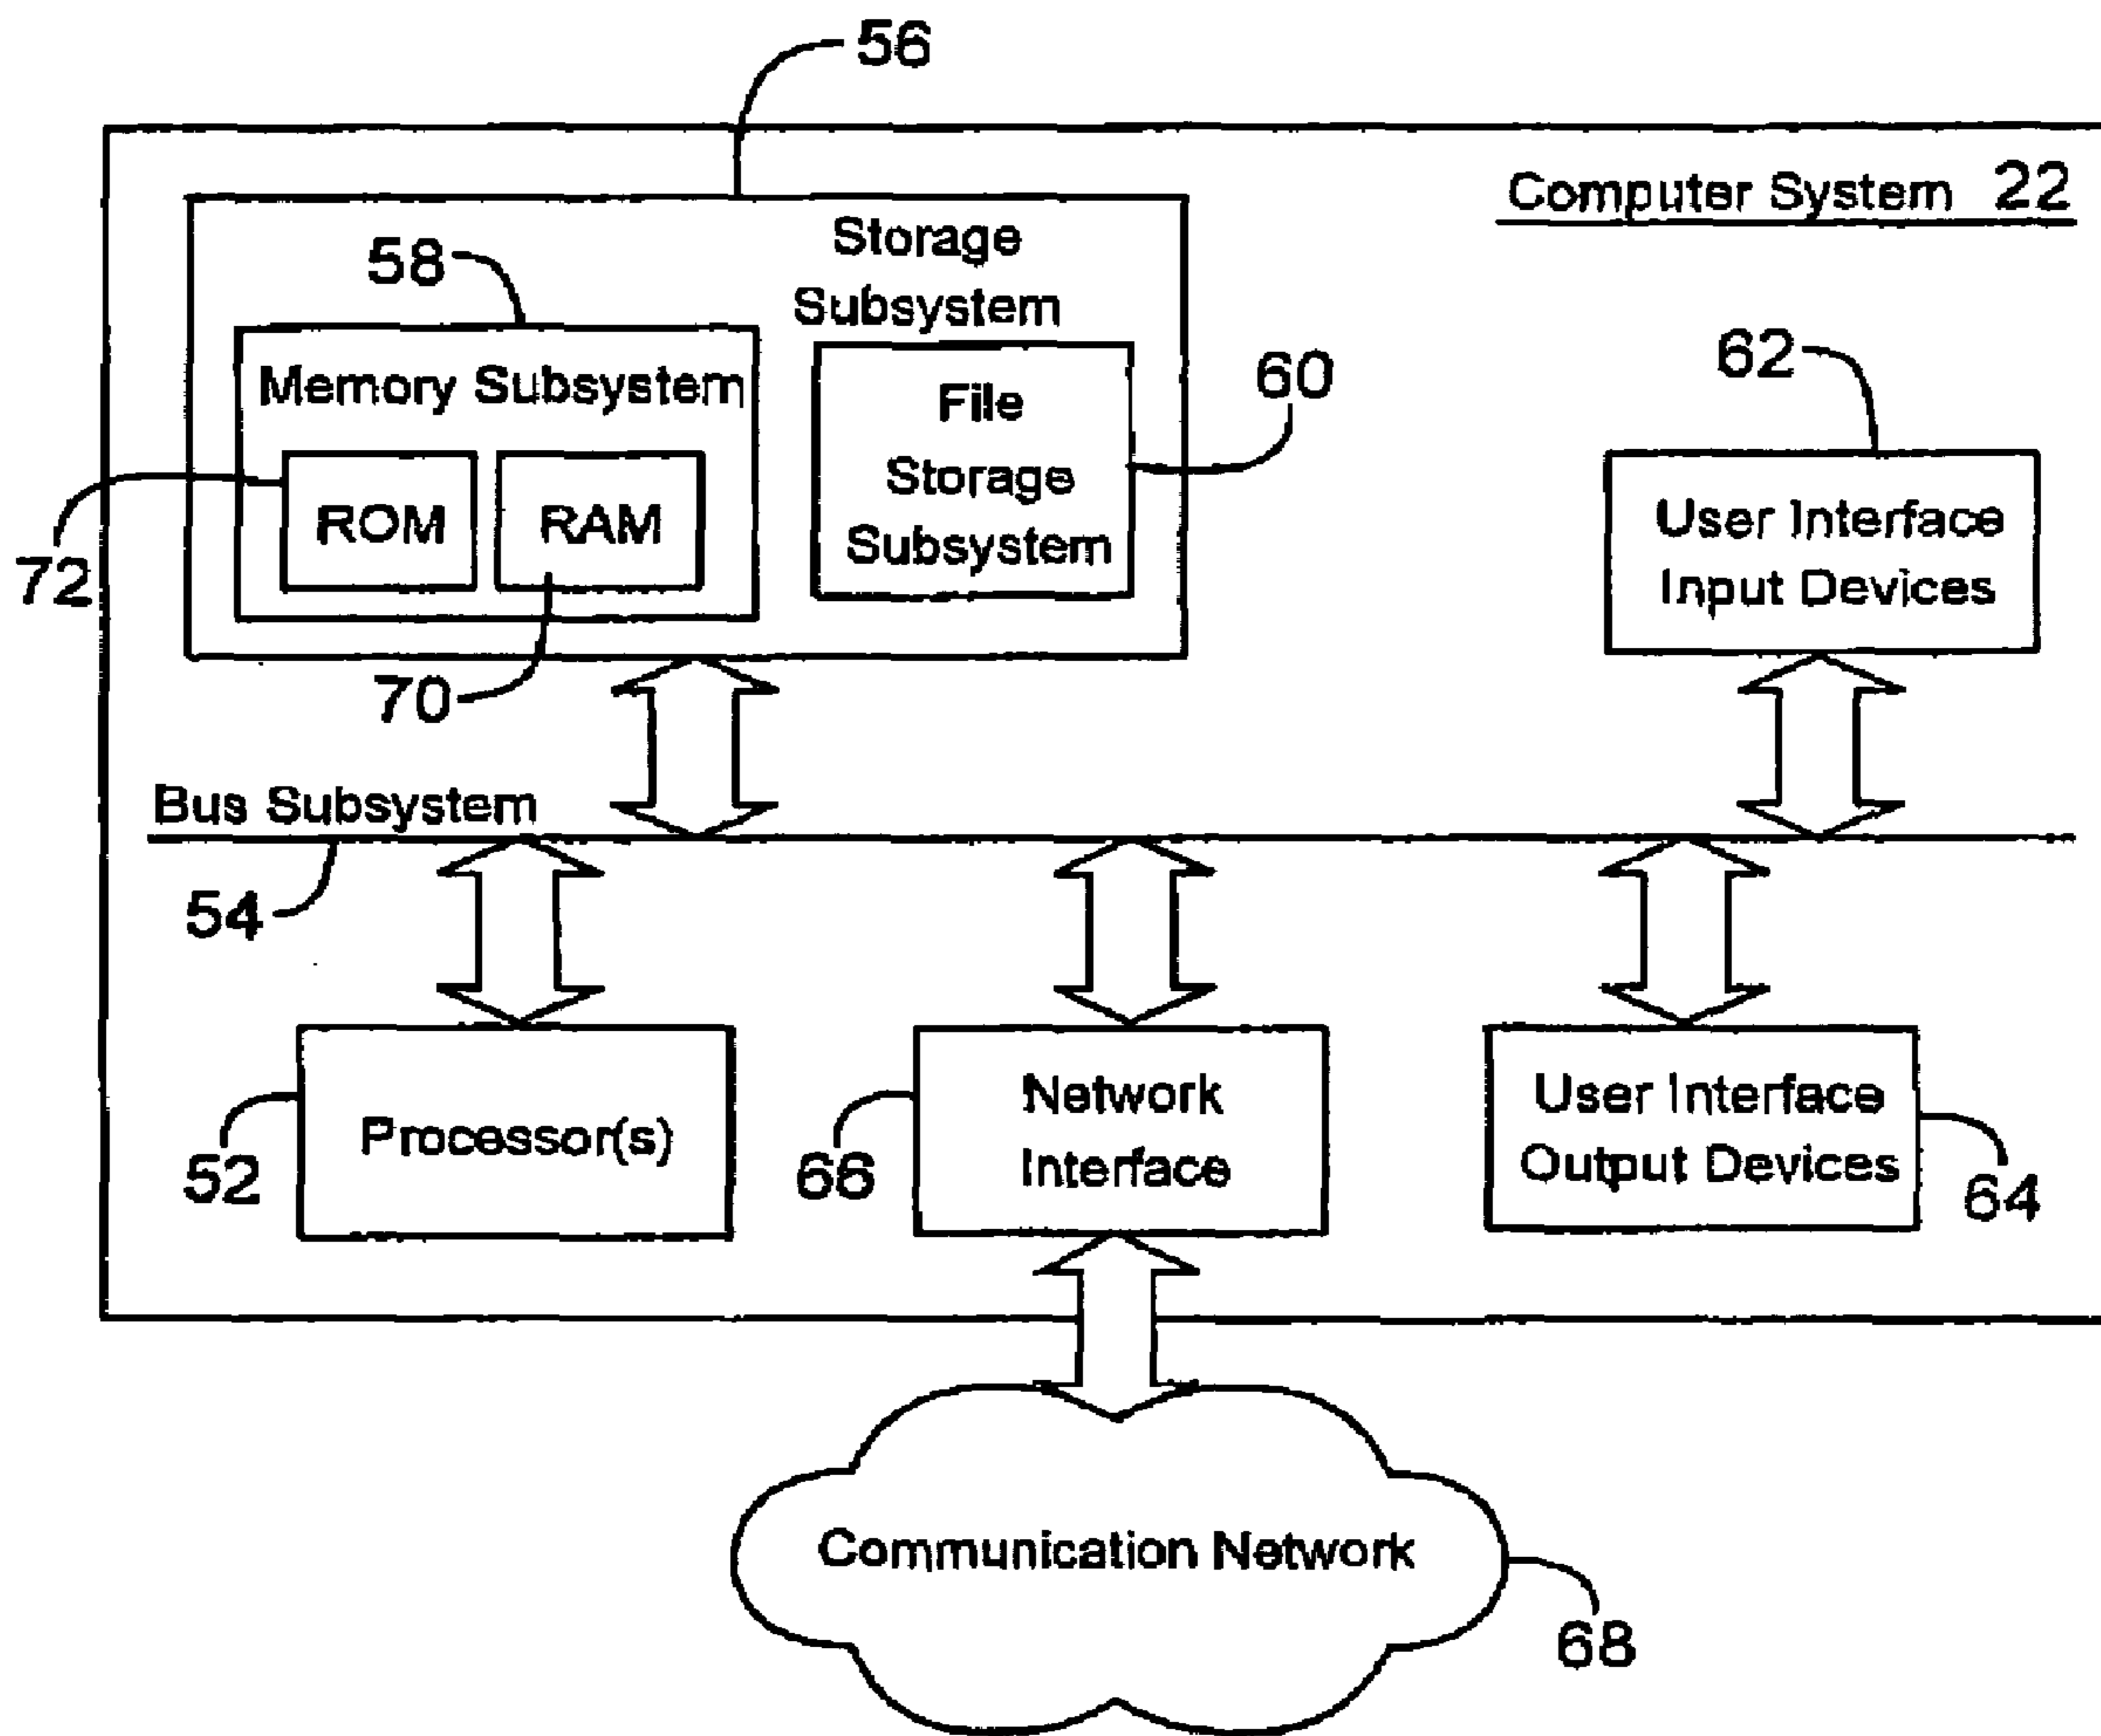 56
Computer System 22
Storage
Subsystem
58
Memory Subsystem
File
Storage
Subsystem
60
62
ROM
RAM
72
70
User Interface
Input Devices
Bus Subsystem
54
Processor(s)
52
Network
Interface
66
User Interface
Output Devices
64
Communication Network
68